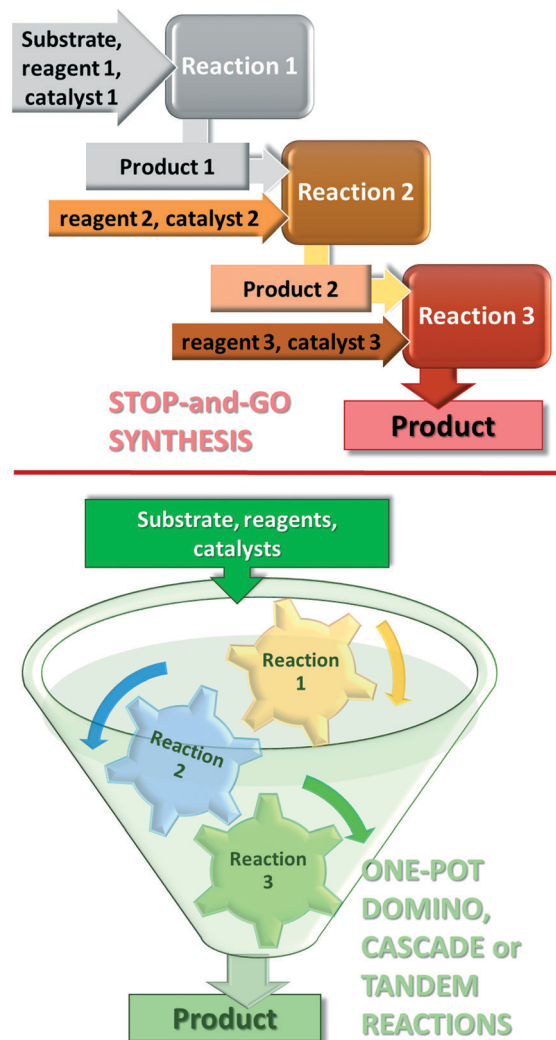 Substrate,
reagent 1,
catalyst 1
Reaction 1
Product 1
reagent 2, catalyst 2
Reaction 2
Product 2
reagent 3, catalyst 3
Reaction 3
Product
STOP-and-GO
SYNTHESIS
Substrate, reagents,
catalysts
Reaction
1
Reaction
2
Reaction
3
ONE-POT
DOMINO,
CASCADE or
TANDEM
REACTIONS
Product